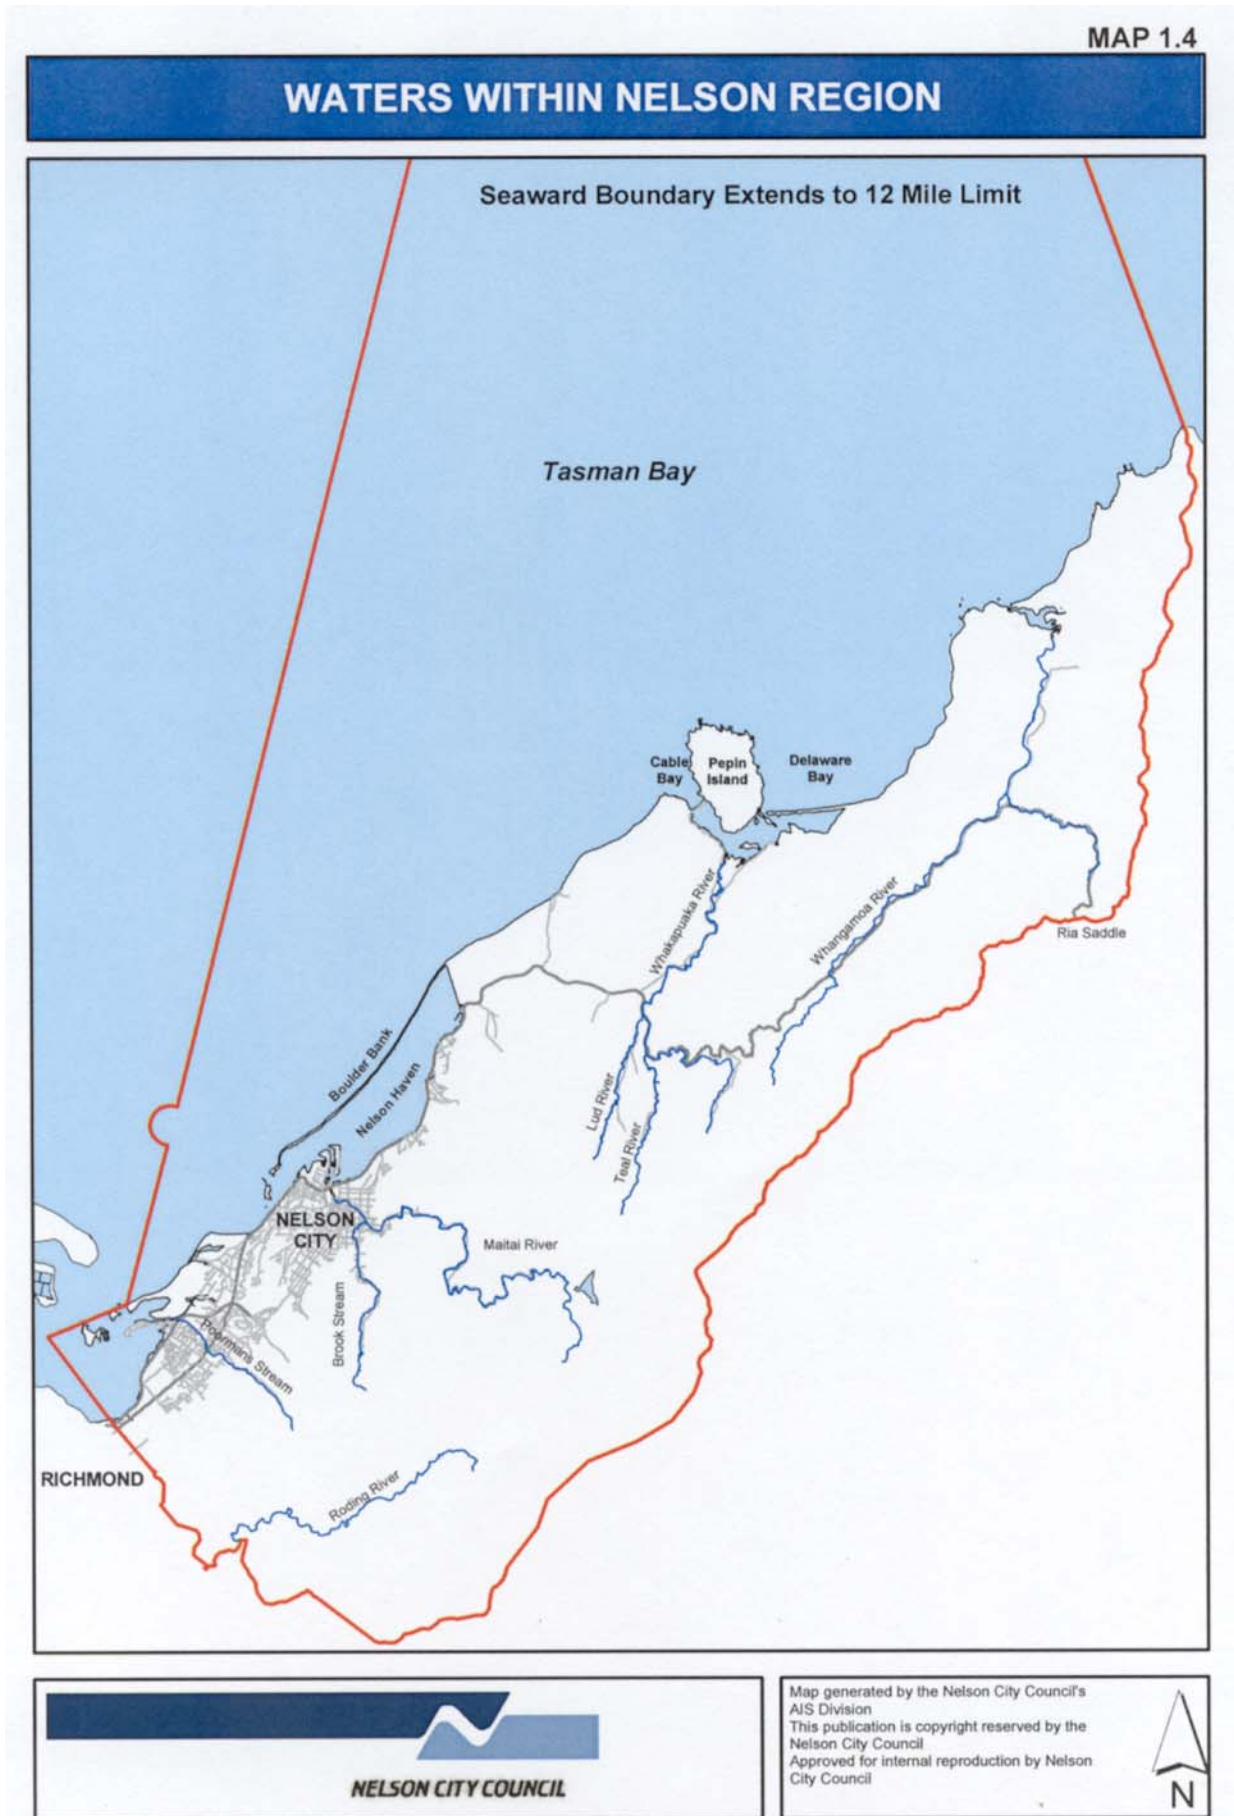 MAP 1.4
WATERS WITHIN NELSON REGION
Seaward Boundary Extends to 12 Mile Limit
Tasman Bay
Cable
Bay
Pepin
Island
Delaware
Bay
Whakapuaka River
Whangamoa River
Ria Saddle
Boulder Bank
Nelson Haven
Lud River
Teal River
NELSON
CITY
Maitai River
Brook Stream
Poormans Stream
RICHMOND
Roding River
NELSON CITY COUNCIL
Map generated by the Nelson City Council's
AIS Division
This publication is copyright reserved by the
Nelson City Council
Approved for internal reproduction by Nelson
City Council
N